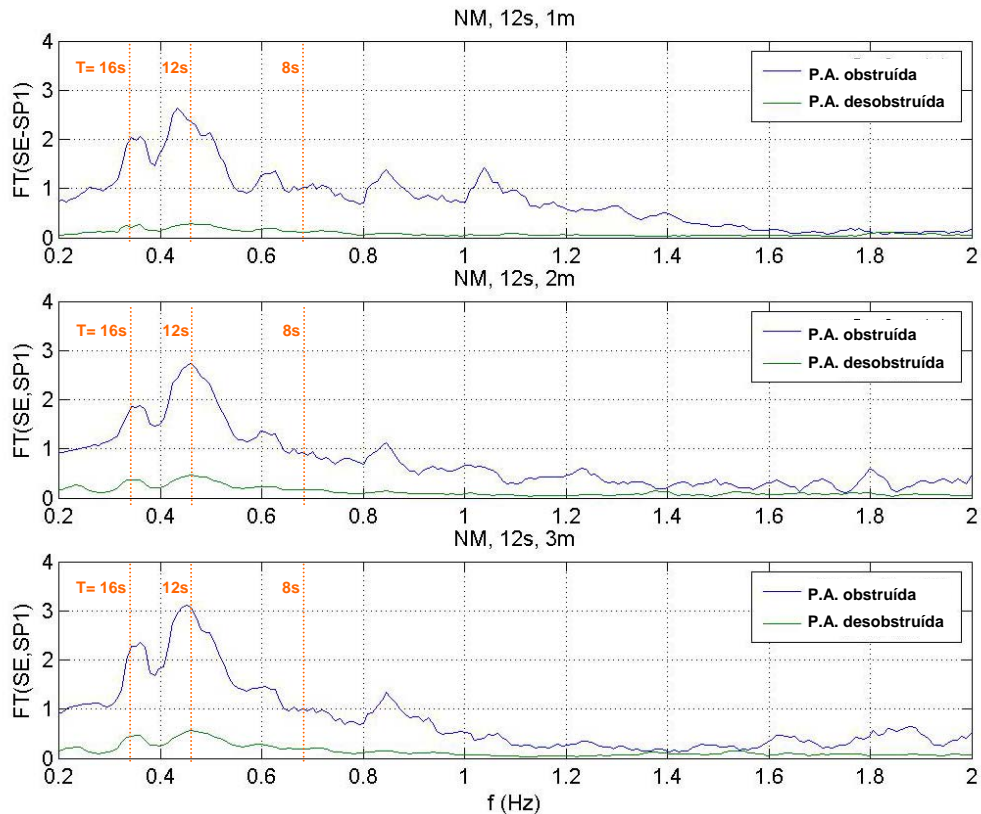 NM, 12s, 1m
FT(SE-SP1)
4
3
2
1
0
T= 16s 12s 8s
P.A. obstruída
P.A. desobstruída
0.2 0.4 0.6 0.8 1 1.2 1.4 1.6 1.8 2
NM, 12s, 2m
FT(SE,SP1)
4
3
2
1
0
T= 16s 12s 8s
P.A. obstruída
P.A. desobstruída
0.2 0.4 0.6 0.8 1 1.2 1.4 1.6 1.8 2
NM, 12s, 3m
FT(SE,SP1)
4
3
2
1
0
T= 16s 12s 8s
P.A. obstruída
P.A. desobstruída
0.2 0.4 0.6 0.8 1 1.2 1.4 1.6 1.8 2
f (Hz)